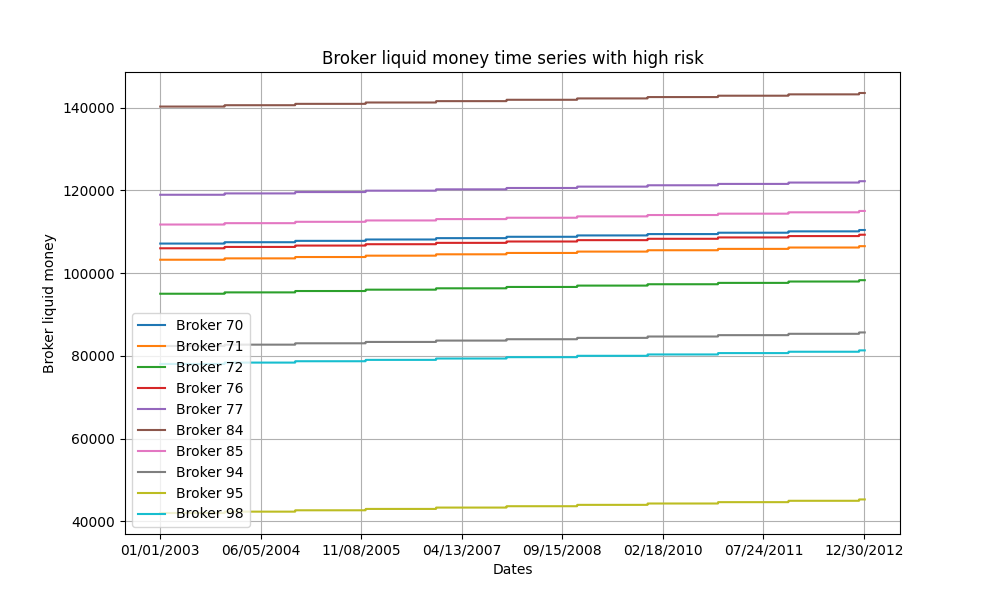 Broker liquid money time series with high risk
140000
120000
100000
80000
60000
40000
Broker liquid money
Broker 70
Broker 71
Broker 72
Broker 76
Broker 77
Broker 84
Broker 85
Broker 94
Broker 95
Broker 98
01/01/2003 06/05/2004 11/08/2005 04/13/2007 09/15/2008 02/18/2010 07/24/2011 12/30/2012
Dates